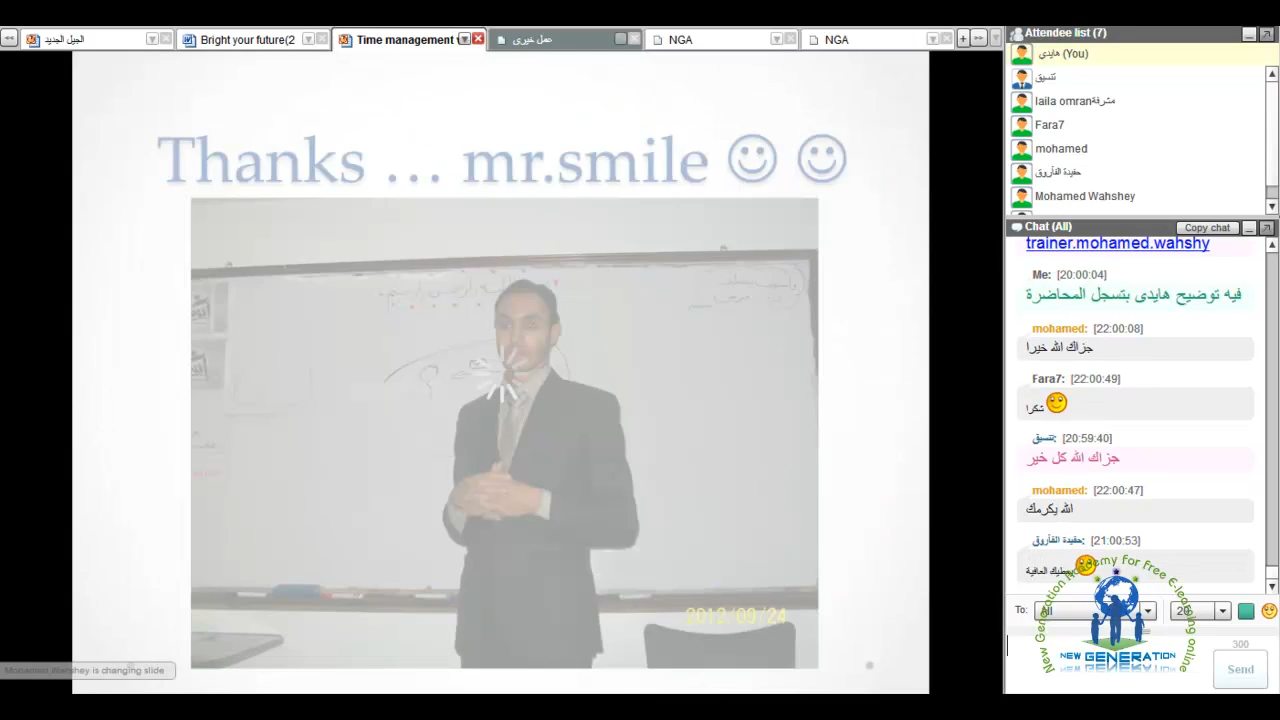 الجيل الجديد
Bright your future(2
Time management
عمل خيرى
NGA
NGA
Thanks … mr.smile ☺ ☺
2012/09/24
Mohamed Wahshey is changing slide
Attendee list (7)
هايدي (You)
تنسيق
laila omranمشرفة
Fara7
mohamed
حفيدة الفاروق
Mohamed Wahshey
Chat (All)
Copy chat
trainer.mohamed.wahshy
Me: [20:00:04]
فيه توضيح هايدى بتسجل المحاضرة
mohamed: [22:00:08]
جزاك الله خيرا
Fara7: [22:00:49]
شكرا
تنسيق: [20:59:40]
جزاك الله كل خير
mohamed: [22:00:47]
الله يكرمك
حفيدة الفاروق: [21:00:53]
يعطيك العافية
To: All
20
300
Send
New Generation Academy For Free E-learning online
NEW GENERATION